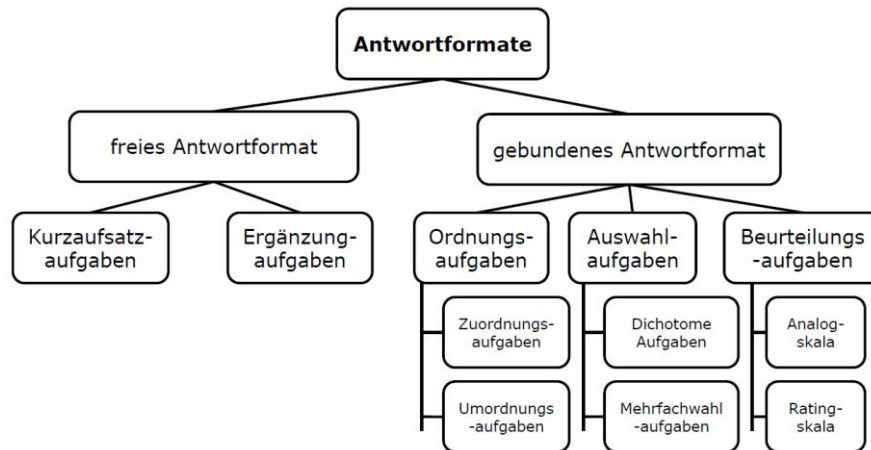 Antwortformate
freies Antwortformat
gebundenes Antwortformat
Kurzaufsatz-
aufgaben
Ergänzung-
aufgaben
Ordnungs-
aufgaben
Auswahl-
aufgaben
Beurteilungs
-aufgaben
Zuordnungs-
aufgaben
Dichotome
Aufgaben
Analog-
skala
Umordnungs
-aufgaben
Mehrfachwahl
-aufgaben
Rating-
skala